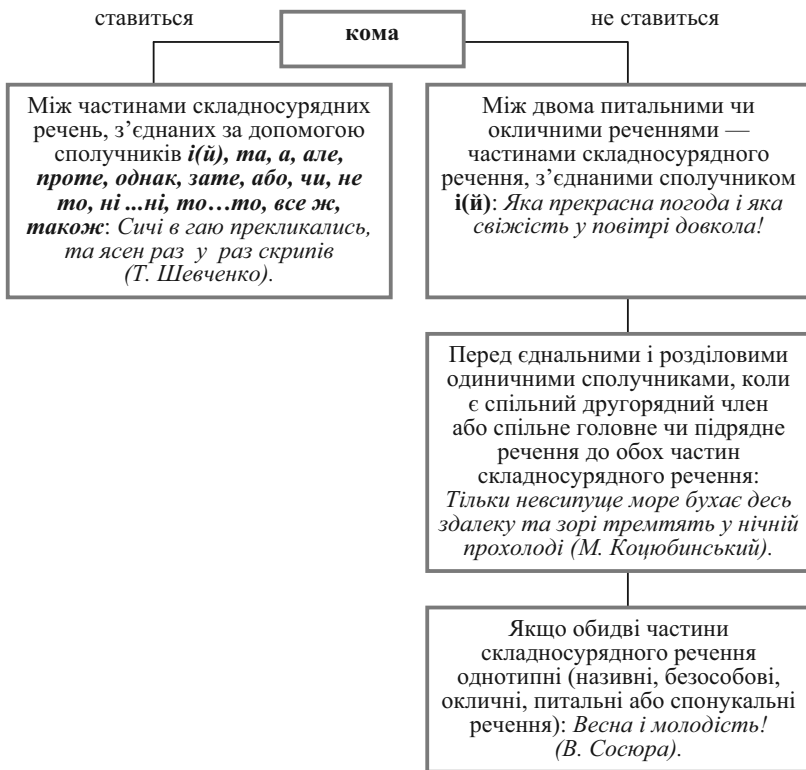 ставиться
кома
не ставиться
Між частинами складносурядних
речень, з’єднаних за допомогою
сполучників і(й), та, а, але,
проте, однак, зате, або, чи, не
то, ні ...ні, то…то, все ж,
також: Сичі в гаю прекликались,
та ясен раз у раз скрипів
(Т. Шевченко).
Між двома питальними чи
окличними реченнями —
частинами складносурядного
речення, з’єднаними сполучником
і(й): Яка прекрасна погода і яка
свіжість у повітрі довкола!
Перед єднальними і розділовими
одиничними сполучниками, коли
є спільний другорядний член
або спільне головне чи підрядне
речення до обох частин
складносурядного речення:
Тільки невсипуще море бухає десь
здалеку та зорі тремтять у нічній
прохолоді (М. Коцюбинський).
Якщо обидві частини
складносурядного речення
однотипні (називні, безособові,
окличні, питальні або спонукальні
речення): Весна і молодість!
(В. Сосюра).